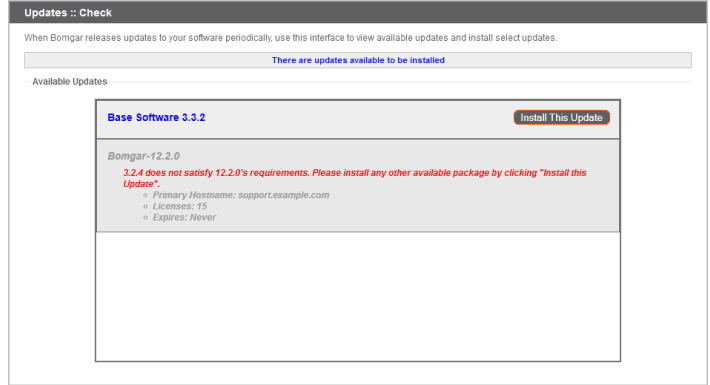 Updates :: Check
When Bomgar releases updates to your software periodically, use this interface to view available updates and install select updates.
There are updates available to be installed
Available Updates
Base Software 3.3.2
Install This Update
Bomgar-12.2.0
3.2.4 does not satisfy 12.2.0's requirements. Please install any other available package by clicking "Install this
Update".
Primary Hostname: support.example.com
Licenses: 15
Expires: Never